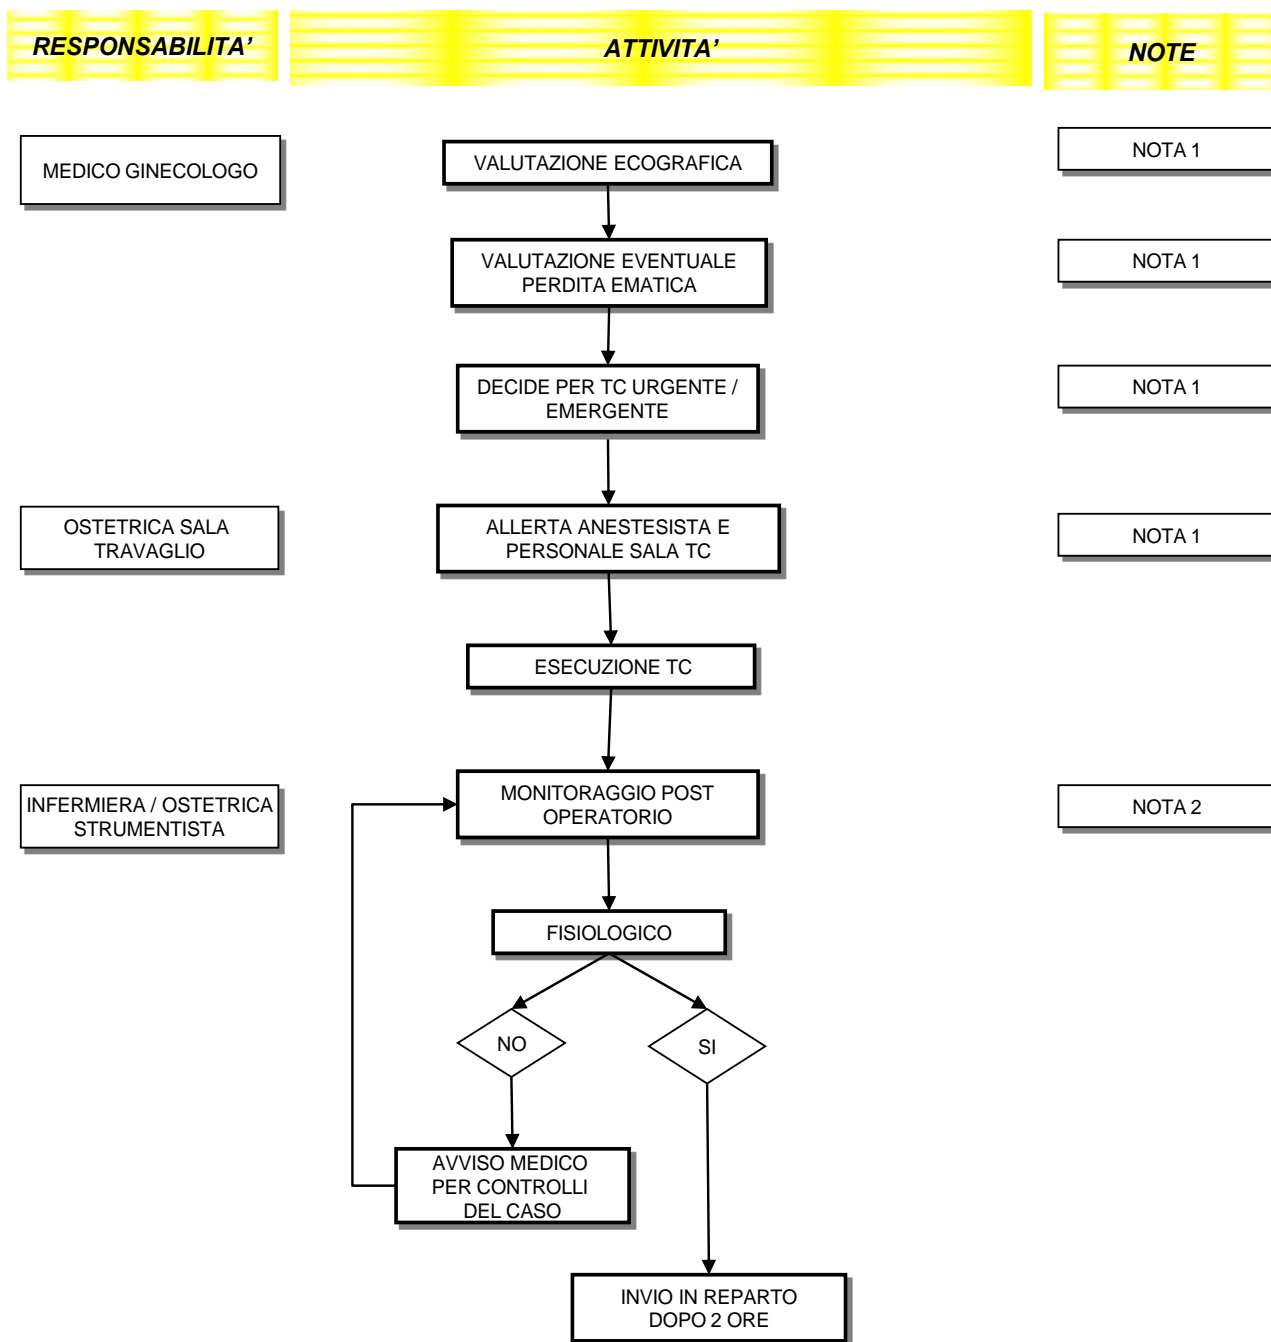 RESPONSABILITA’
ATTIVITA’
NOTE
MEDICO GINECOLOGO
VALUTAZIONE ECOGRAFICA
NOTA 1
VALUTAZIONE EVENTUALE
PERDITA EMATICA
NOTA 1
DECIDE PER TC URGENTE /
EMERGENTE
NOTA 1
OSTETRICA SALA
TRAVAGLIO
ALLERTA ANESTESISTA E
PERSONALE SALA TC
NOTA 1
ESECUZIONE TC
INFERMIERA / OSTETRICA
STRUMENTISTA
MONITORAGGIO POST
OPERATORIO
NOTA 2
FISIOLOGICO
NO
SI
AVVISO MEDICO
PER CONTROLLI
DEL CASO
INVIO IN REPARTO
DOPO 2 ORE